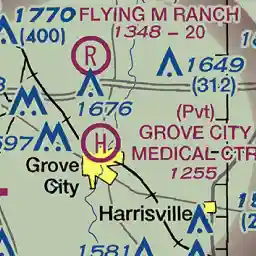 1770 FLYING M RANCH
(400) 1348 - 20
R
1649
(312)
1676
(Pvt)
697
H
GROVE CITY
MEDICAL CTR
1255
Grove
City
Harrisville
1581